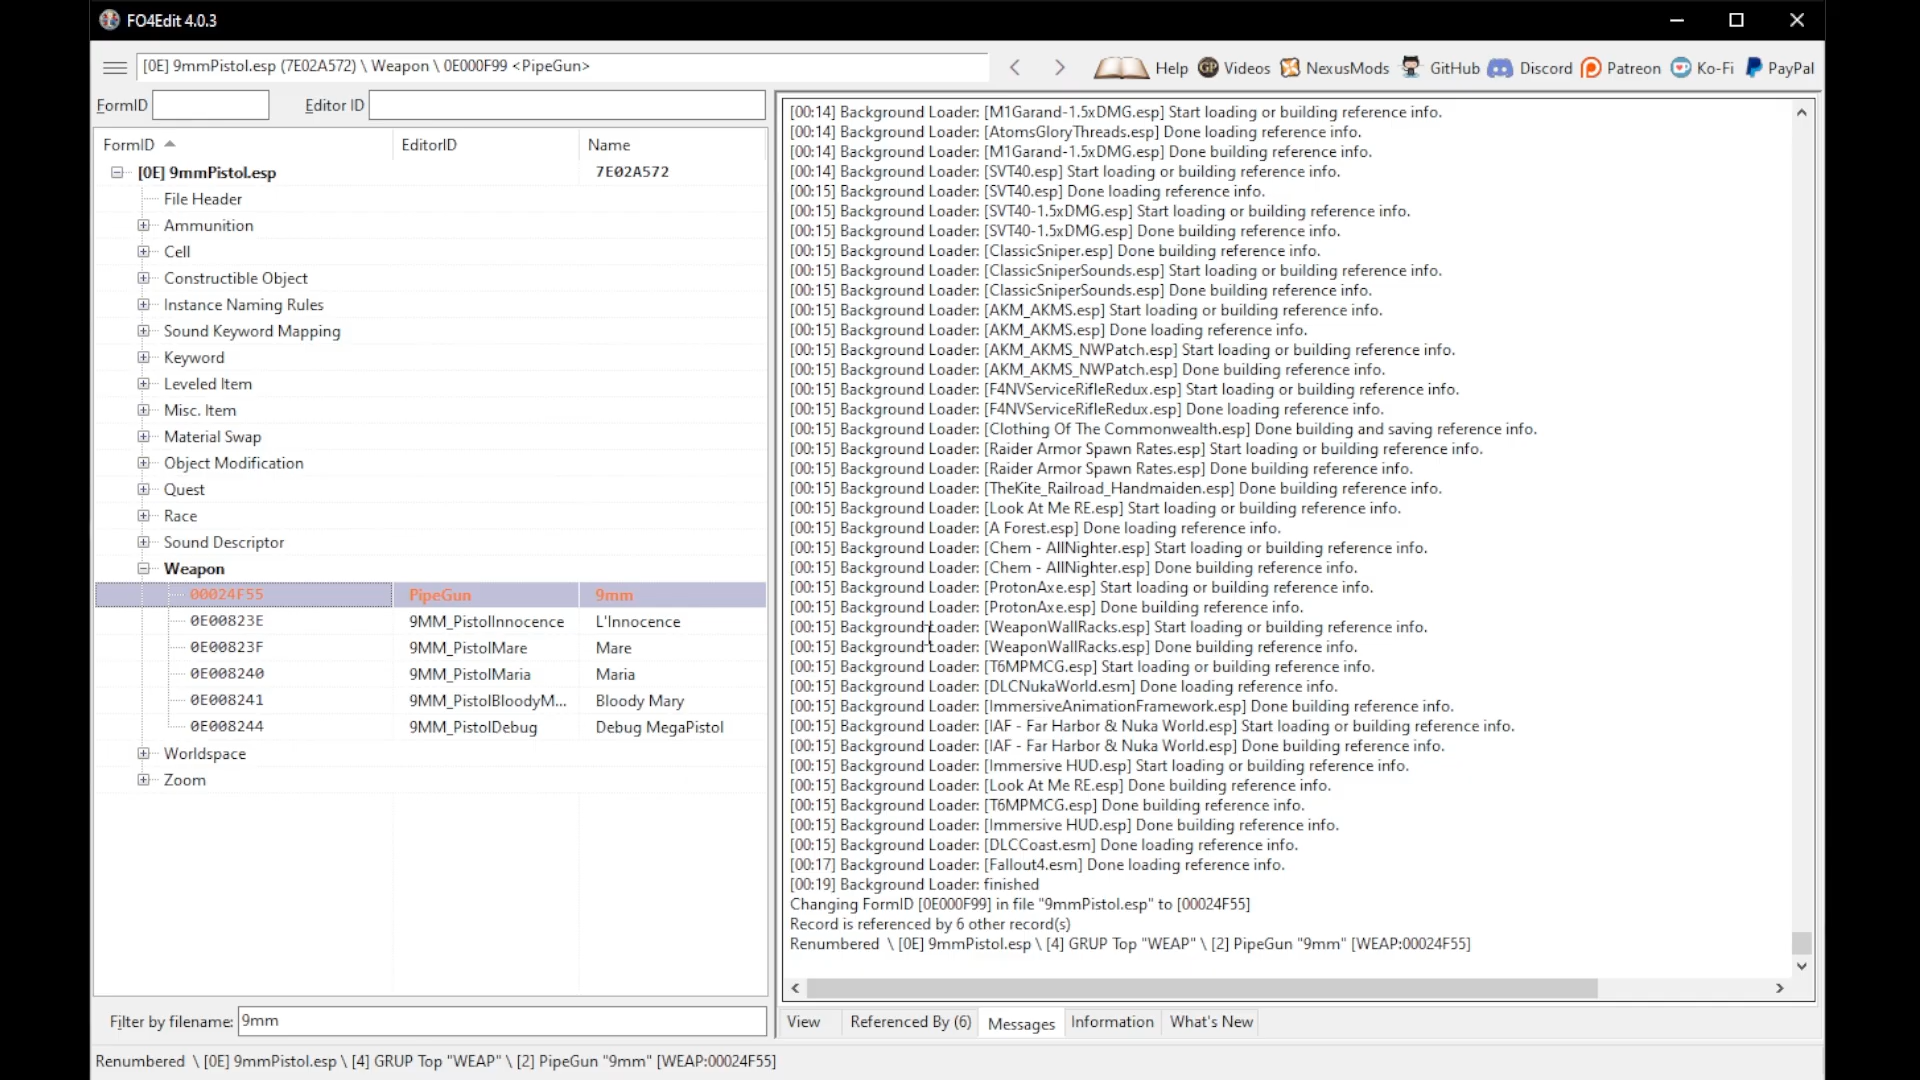 FO4Edit 4.0.3
[0E] 9mmPistol.esp (7E02A572) \ Weapon \ 0E000F99 <PipeGun>
Help Videos NexusMods GitHub Discord Patreon Ko-Fi PayPal
FormID Editor ID
FormID EditorID Name
[0E] 9mmPistol.esp 7E02A572
File Header
Ammunition
Cell
Constructible Object
Instance Naming Rules
Sound Keyword Mapping
Keyword
Leveled Item
Misc. Item
Material Swap
Object Modification
Quest
Race
Sound Descriptor
Weapon
00024F55 PipeGun 9mm
0E00823E 9MM_PistolInnocence L'Innocence
0E00823F 9MM_PistolMare Mare
0E008240 9MM_PistolMaria Maria
0E008241 9MM_PistolBloodyM... Bloody Mary
0E008244 9MM_PistolDebug Debug MegaPistol
Worldspace
Zoom
Filter by filename: 9mm
[00:14] Background Loader: [M1Garand-1.5xDMG.esp] Start loading or building reference info.
[00:14] Background Loader: [AtomsGloryThreads.esp] Done loading reference info.
[00:14] Background Loader: [M1Garand-1.5xDMG.esp] Done building reference info.
[00:14] Background Loader: [SVT40.esp] Start loading or building reference info.
[00:15] Background Loader: [SVT40.esp] Done loading reference info.
[00:15] Background Loader: [SVT40-1.5xDMG.esp] Start loading or building reference info.
[00:15] Background Loader: [SVT40-1.5xDMG.esp] Done building reference info.
[00:15] Background Loader: [ClassicSniper.esp] Done loading reference info.
[00:15] Background Loader: [ClassicSniperSounds.esp] Start loading or building reference info.
[00:15] Background Loader: [ClassicSniperSounds.esp] Done building reference info.
[00:15] Background Loader: [AKM_AKMS.esp] Start loading or building reference info.
[00:15] Background Loader: [AKM_AKMS.esp] Done loading reference info.
[00:15] Background Loader: [AKM_AKMS_NWPatch.esp] Start loading or building reference info.
[00:15] Background Loader: [AKM_AKMS_NWPatch.esp] Done loading reference info.
[00:15] Background Loader: [F4NVServiceRifleRedux.esp] Start loading or building reference info.
[00:15] Background Loader: [F4NVServiceRifleRedux.esp] Done loading reference info.
[00:15] Background Loader: [Clothing Of The Commonwealth.esp] Done building and saving reference info.
[00:15] Background Loader: [Raider Armor Spawn Rates.esp] Start loading or building reference info.
[00:15] Background Loader: [Raider Armor Spawn Rates.esp] Done building reference info.
[00:15] Background Loader: [TheKite_Railroad_Handmaiden.esp] Done building reference info.
[00:15] Background Loader: [Look At Me RE.esp] Start loading or building reference info.
[00:15] Background Loader: [A Forest.esp] Done loading reference info.
[00:15] Background Loader: [Chem - AllNighter.esp] Start loading or building reference info.
[00:15] Background Loader: [Chem - AllNighter.esp] Done building reference info.
[00:15] Background Loader: [ProtonAxe.esp] Start loading or building reference info.
[00:15] Background Loader: [ProtonAxe.esp] Done building reference info.
[00:15] Background Loader: [WeaponWallRacks.esp] Start loading or building reference info.
[00:15] Background Loader: [WeaponWallRacks.esp] Done building reference info.
[00:15] Background Loader: [T6MPMCG.esp] Start loading or building reference info.
[00:15] Background Loader: [DLCNukaWorld.esm] Done loading reference info.
[00:15] Background Loader: [ImmersiveAnimationFramework.esp] Done building reference info.
[00:15] Background Loader: [IAF - Far Harbor & Nuka World.esp] Start loading or building reference info.
[00:15] Background Loader: [IAF - Far Harbor & Nuka World.esp] Done building reference info.
[00:15] Background Loader: [Immersive HUD.esp] Start loading or building reference info.
[00:15] Background Loader: [Look At Me RE.esp] Done building reference info.
[00:15] Background Loader: [T6MPMCG.esp] Done building reference info.
[00:15] Background Loader: [Immersive HUD.esp] Done building reference info.
[00:15] Background Loader: [DLCCoast.esm] Done loading reference info.
[00:17] Background Loader: [Fallout4.esm] Done loading reference info.
[00:19] Background Loader: finished
Changing FormID [0E000F99] in file "9mmPistol.esp" to [00024F55]
Record is referenced by 6 other record(s)
Renumbered \ [0E] 9mmPistol.esp \ [4] GRUP Top "WEAP" \ [2] PipeGun "9mm" [WEAP:00024F55]
View Referenced By (6) Messages Information What's New
Renumbered \ [0E] 9mmPistol.esp \ [4] GRUP Top "WEAP" \ [2] PipeGun "9mm" [WEAP:00024F55]